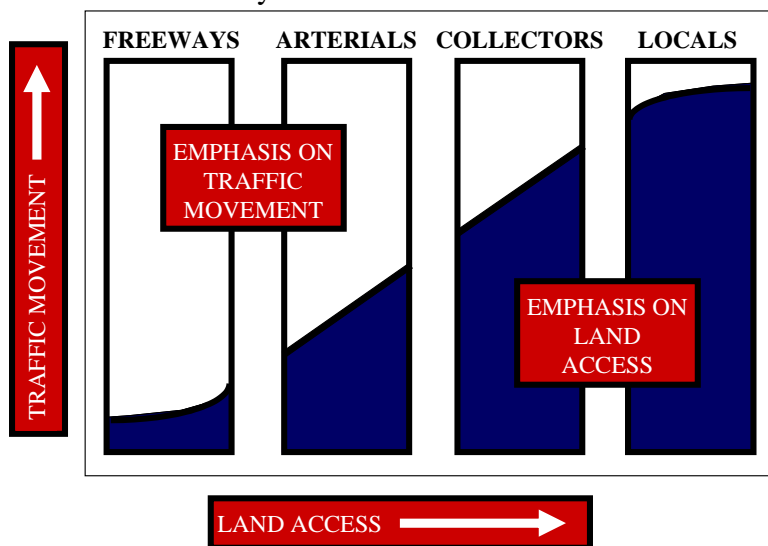 FREEWAYS ARTERIALS COLLECTORS LOCALS
EMPHASIS ON
TRAFFIC
MOVEMENT
EMPHASIS ON
LAND
ACCESS
TRAFFIC MOVEMENT
LAND ACCESS